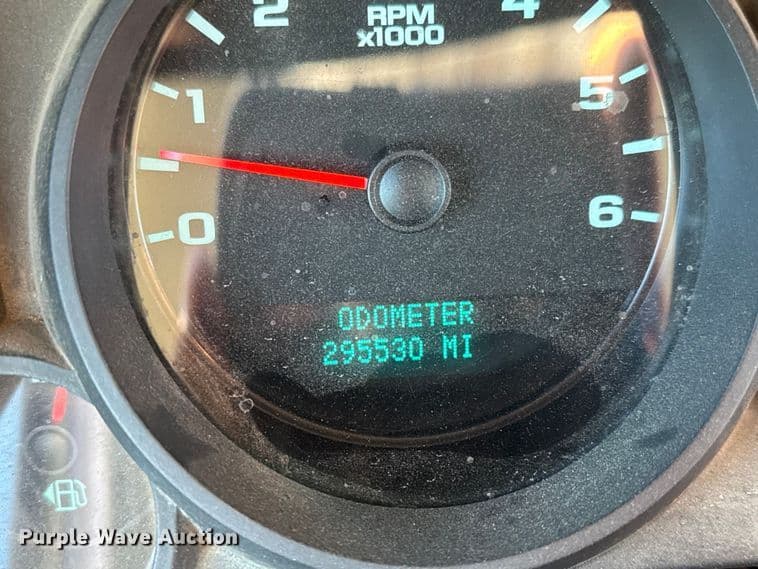 2
4
RPM
x1000
1
5
0
6
ODOMETER
295530 MI
Purple Wave Auction